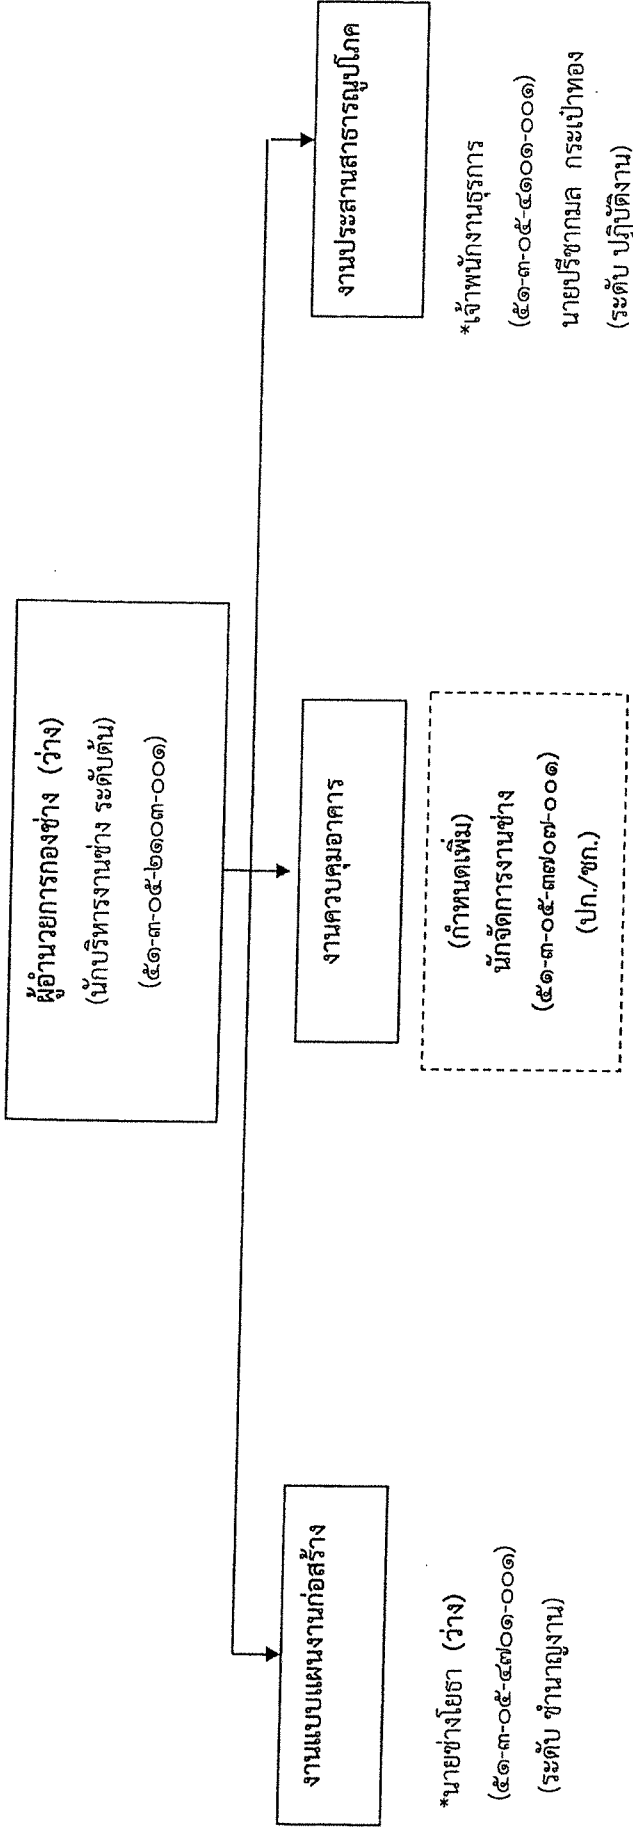 ผู้อำนวยการกองช่าง (ว่าง)
(นักบริหารงานช่าง ระดับต้น)
(๕๑-๓-๐๕-๒๑๐๓-๐๐๑)
งานแบบแผนงานก่อสร้าง
*นายช่างโยธา (ว่าง)
(๕๑-๓-๐๕-๔๗๐๑-๐๐๑)
(ระดับ ชำนาญงาน)
งานควบคุมอาคาร
(กำหนดเพิ่ม)
นักจัดการงานช่าง
(๕๑-๓-๐๕-๓๗๐๗-๐๐๑)
(ปก./ชก.)
งานประสานสาธารณูปโภค
*เจ้าพนักงานธุรการ
(๕๑-๓-๐๕-๔๑๐๑-๐๐๑)
นายปรีชากมล กระเป๋าทอง
(ระดับ ปฏิบัติงาน)